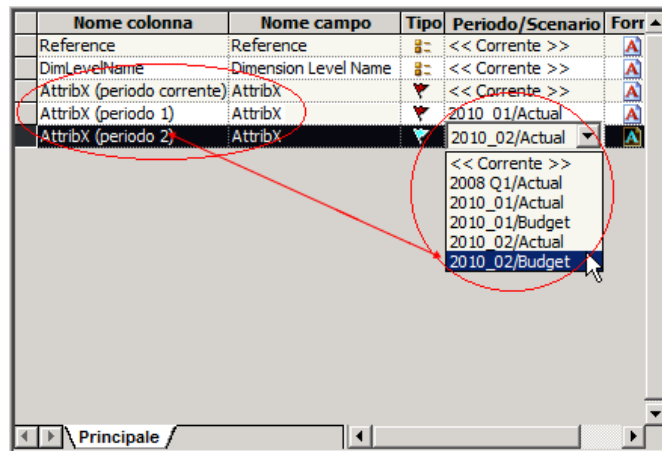 Nome colonna Nome campo Tipo Periodo/Scenario Forr
Reference Reference << Corrente >> A
DimLevelName Dimension Level Name << Corrente >> A
AttribX (periodo corrente) AttribX << Corrente >> A
AttribX (periodo 1) AttribX 2010_01/Actual A
AttribX (periodo 2) AttribX 2010_02/Actual A
<< Corrente >>
2008 Q1/Actual
2010_01/Actual
2010_01/Budget
2010_02/Actual
2010_02/Budget
Principale